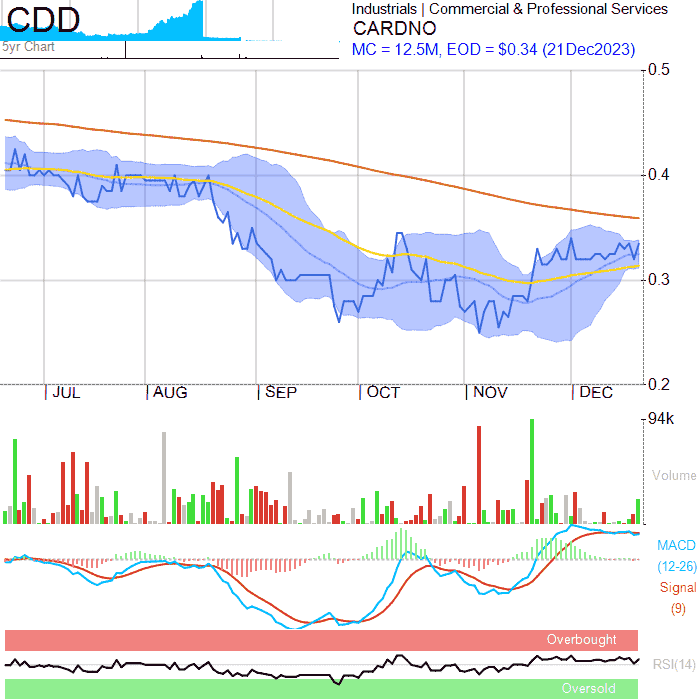 CDD
5yr Chart
Industrials | Commercial & Professional Services
CARDNO
MC = 12.5M, EOD = $0.34 (21Dec2023)
0.5
0.4
0.3
0.2
JUL AUG SEP OCT NOV DEC
94k
Volume
MACD
(12-26)
Signal
(9)
Overbought
RSI(14)
Oversold